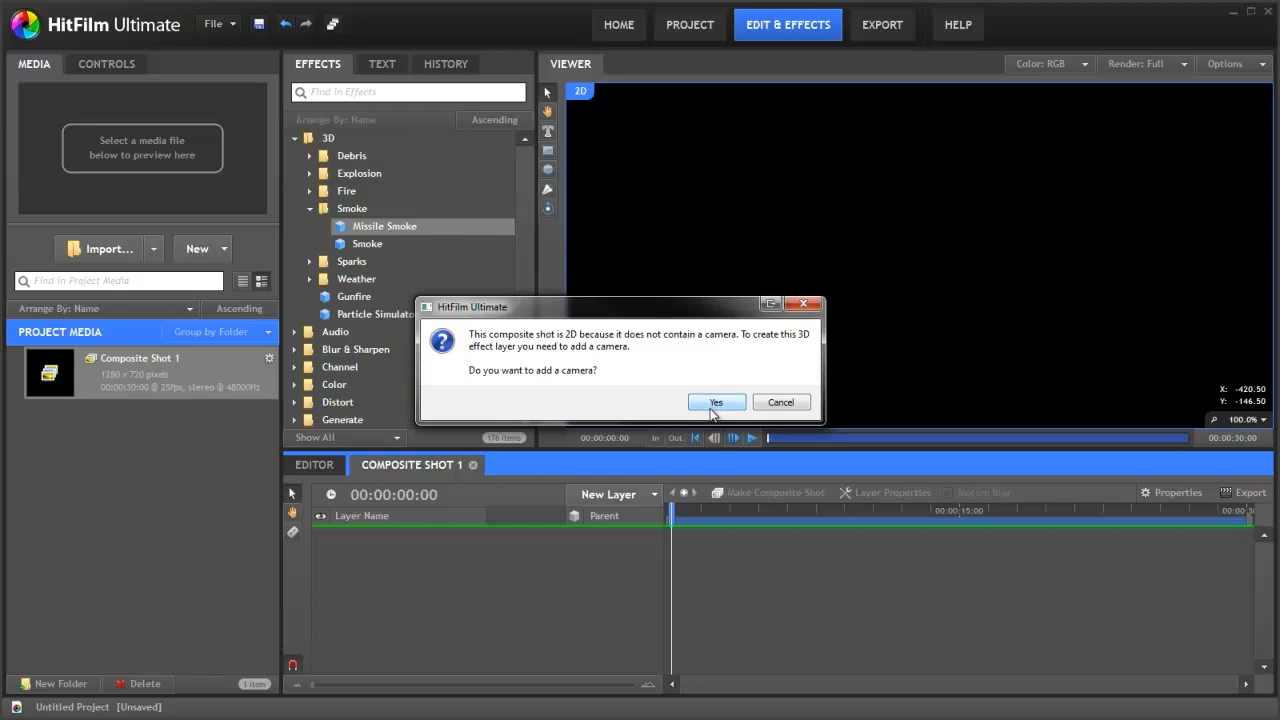 HitFilm Ultimate
File
HOME
PROJECT
EDIT & EFFECTS
EXPORT
HELP
MEDIA
CONTROLS
Select a media file
below to preview here
Import...
New
Find in Project Media
Arrange By: Name
Ascending
PROJECT MEDIA
Group by Folder
Composite Shot 1
1280 x 720 pixels
00:00:30:00 @ 25fps, stereo @ 48000Hz
New Folder
Delete
1 item
EFFECTS
TEXT
HISTORY
Find in Effects
Arrange By: Name
Ascending
3D
Debris
Explosion
Fire
Smoke
Missile Smoke
Smoke
Sparks
Weather
Gunfire
Particle Simulato
Audio
Blur & Sharpen
Channel
Color
Distort
Generate
Show All
176 items
VIEWER
Color: RGB
Render: Full
Options
2D
X: -420.50
Y: -146.50
100.0%
00:00:00:00
In
Out
00:00:30:00
HitFilm Ultimate
This composite shot is 2D because it does not contain a camera. To create this 3D
effect layer you need to add a camera.
Do you want to add a camera?
Yes
Cancel
EDITOR
COMPOSITE SHOT 1
00:00:00:00
New Layer
Make Composite Shot
Layer Properties
Motion Blur
Properties
Export
Layer Name
Parent
00:00:15:00
00:00:3
Untitled Project
[Unsaved]